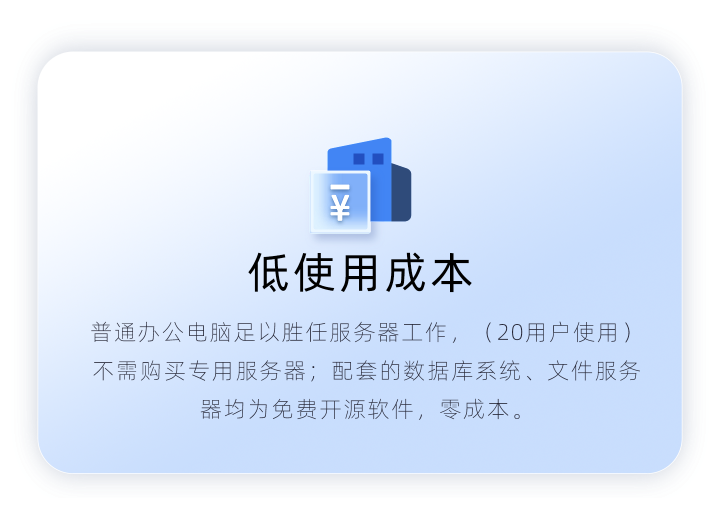 ¥
低使用成本
普通办公电脑足以胜任服务器工作，（20用户使用）
不需购买专用服务器；配套的数据库系统、文件服务
器均为免费开源软件，零成本。